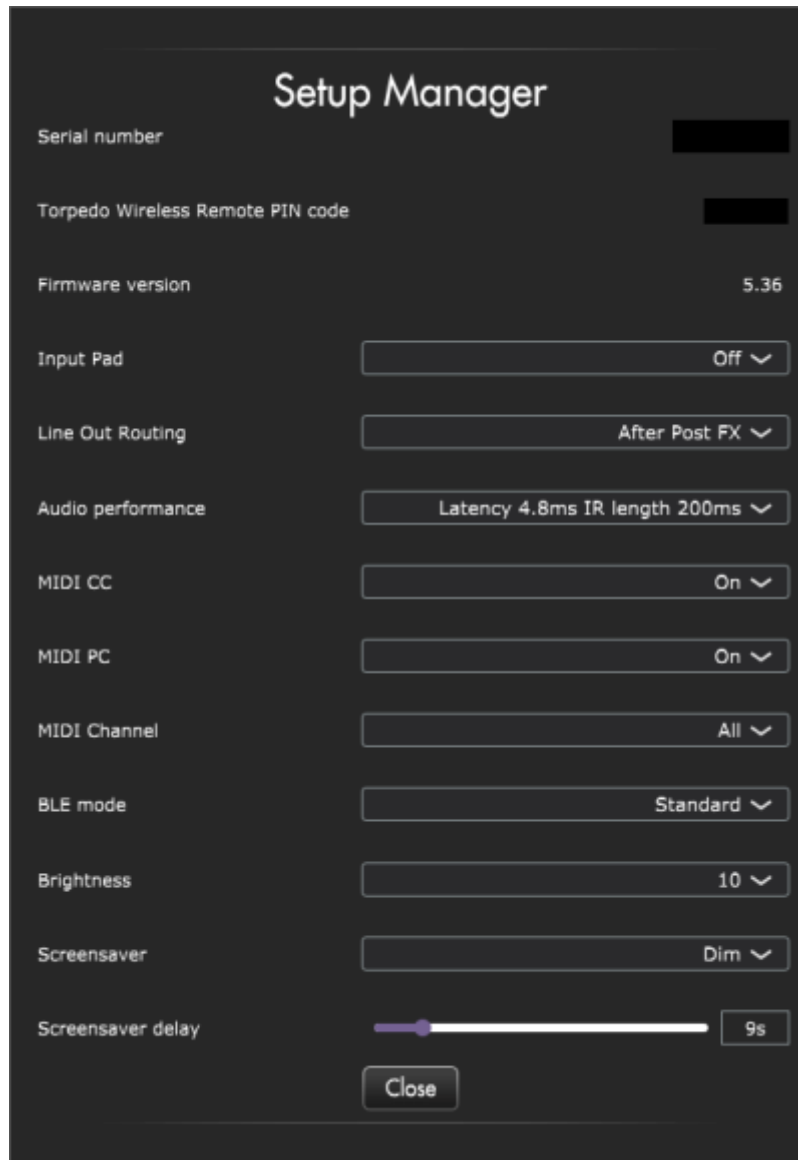 Setup Manager
Serial number
Torpedo Wireless Remote PIN code
Firmware version 5.36
Input Pad Off
Line Out Routing After Post FX
Audio performance Latency 4.8ms IR length 200ms
MIDI CC On
MIDI PC On
MIDI Channel All
BLE mode Standard
Brightness 10
Screensaver Dim
Screensaver delay 9s
Close